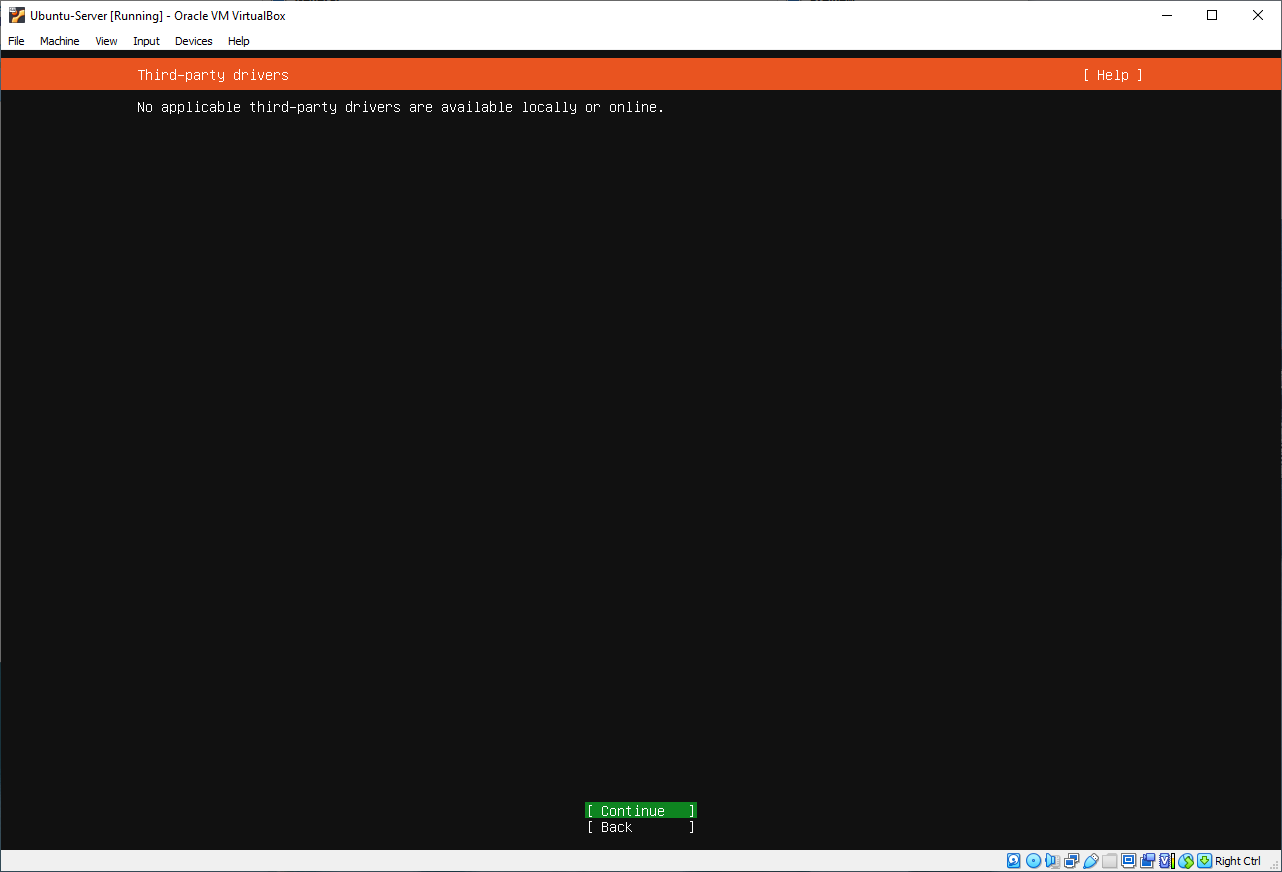 Ubuntu-Server [Running] - Oracle VM VirtualBox
File Machine View Input Devices Help
Third-party drivers [ Help ]
No applicable third-party drivers are available locally or online.
[ Continue ]
[ Back ]
Right Ctrl